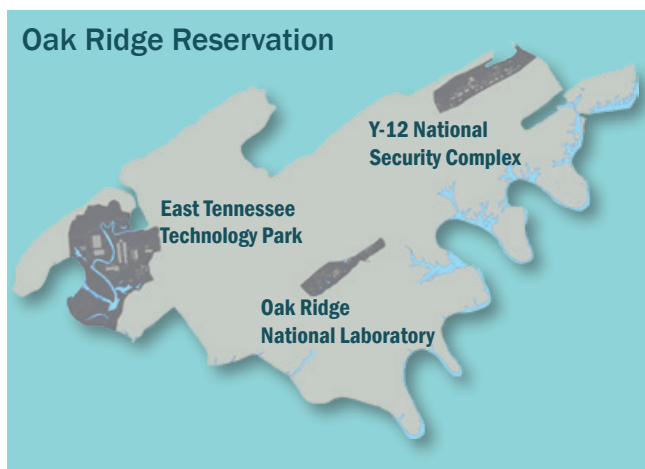 Oak Ridge Reservation
Y-12 National
Security Complex
East Tennessee
Technology Park
Oak Ridge
National Laboratory